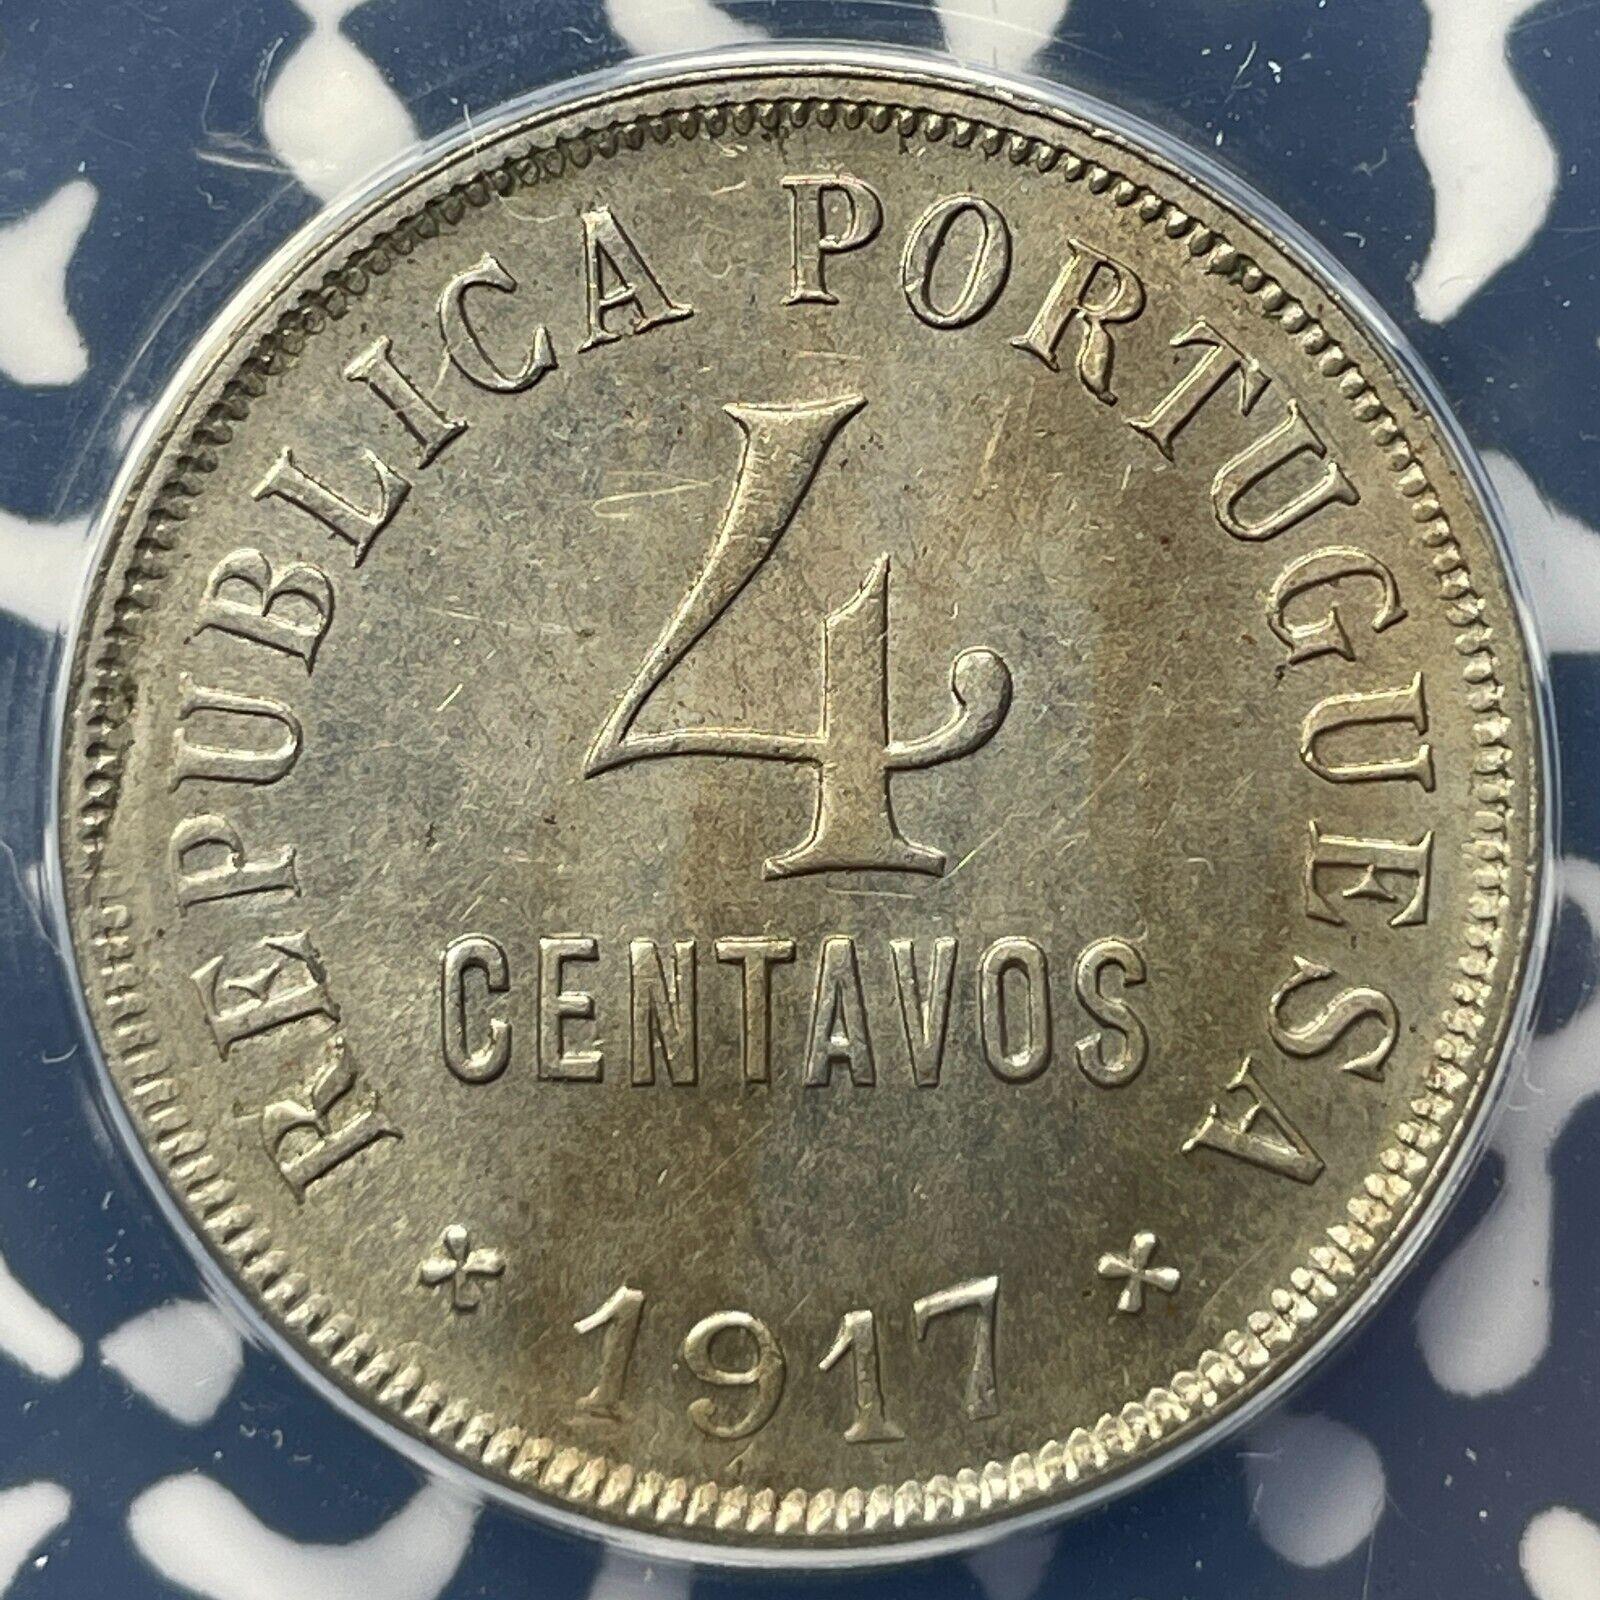 REPUBLICA PORTUGUESA
4
CENTAVOS
1917